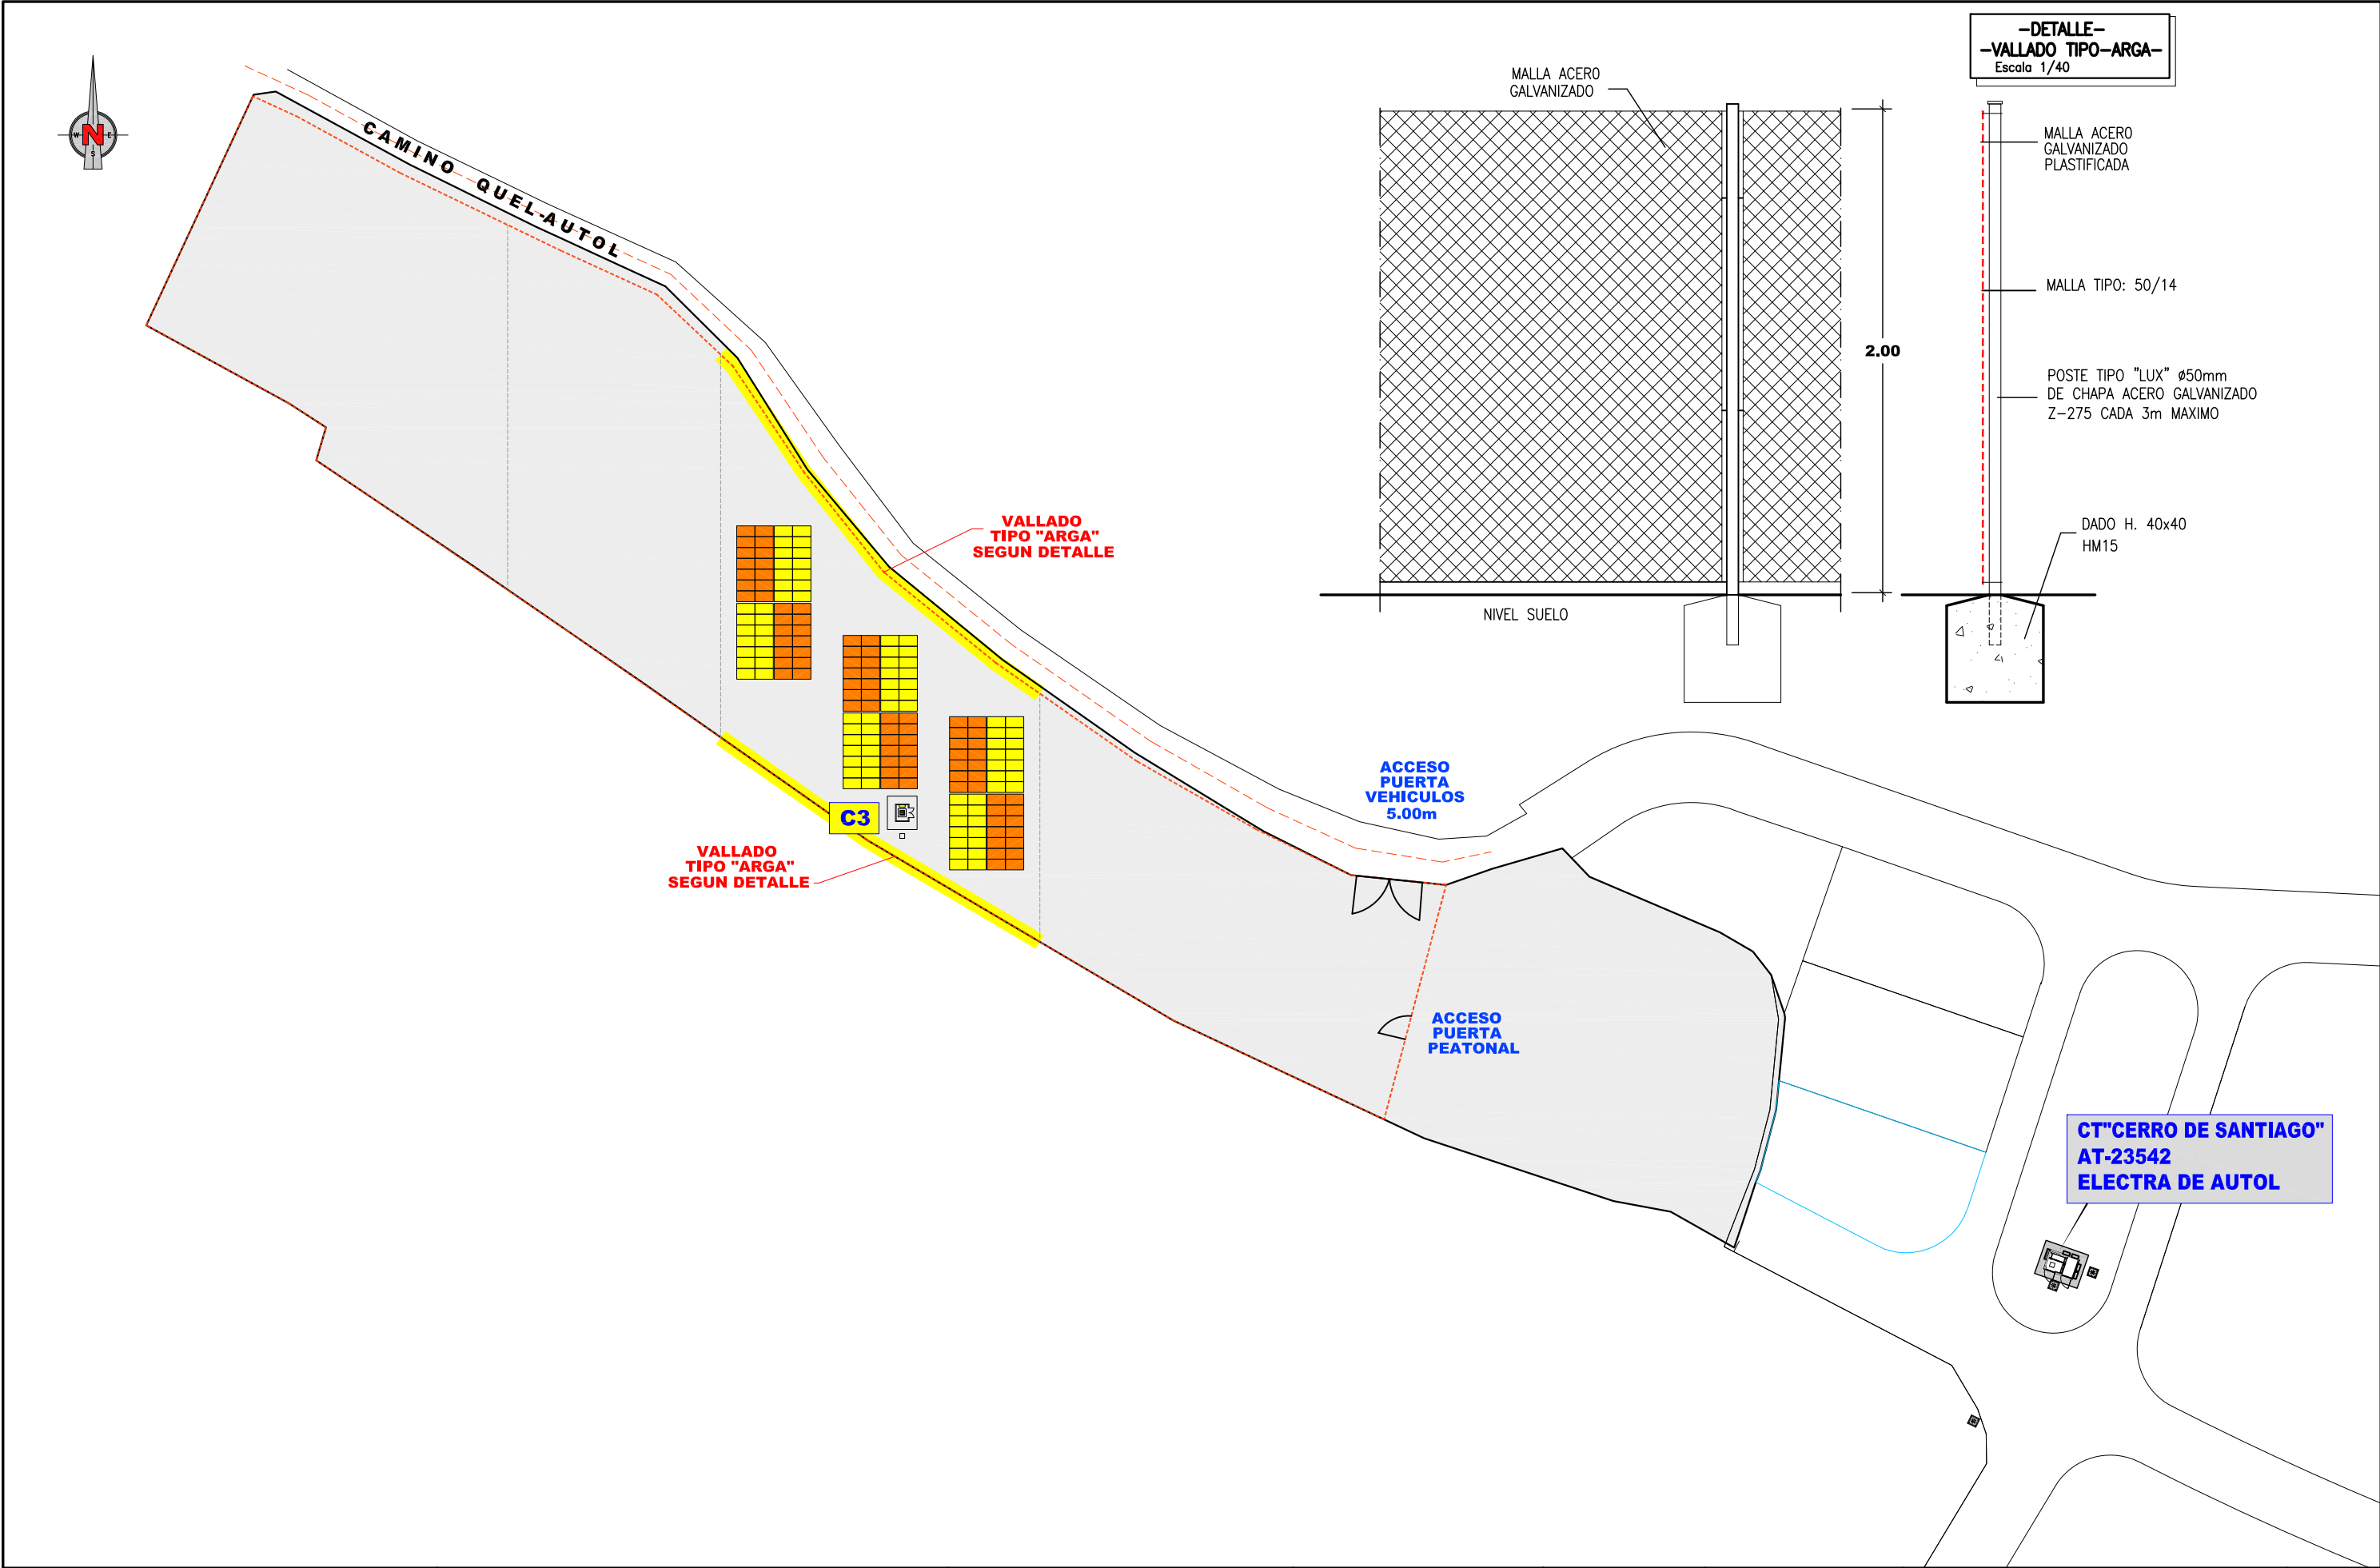 -DETALLE-
-VALLADO TIPO-ARGA-
Escala 1/40
MALLA ACERO
GALVANIZADO
MALLA ACERO
GALVANIZADO
PLASTIFICADA
MALLA TIPO: 50/14
2.00
POSTE TIPO "LUX" ø50mm
DE CHAPA ACERO GALVANIZADO
Z-275 CADA 3m MAXIMO
DADO H. 40x40
HM15
NIVEL SUELO
N
W
E
S
CAMINO QUEL-AUTOL
VALLADO
TIPO "ARGA"
SEGUN DETALLE
C3
VALLADO
TIPO "ARGA"
SEGUN DETALLE
ACCESO
PUERTA
VEHICULOS
5.00m
ACCESO
PUERTA
PEATONAL
CT"CERRO DE SANTIAGO"
AT-23542
ELECTRA DE AUTOL